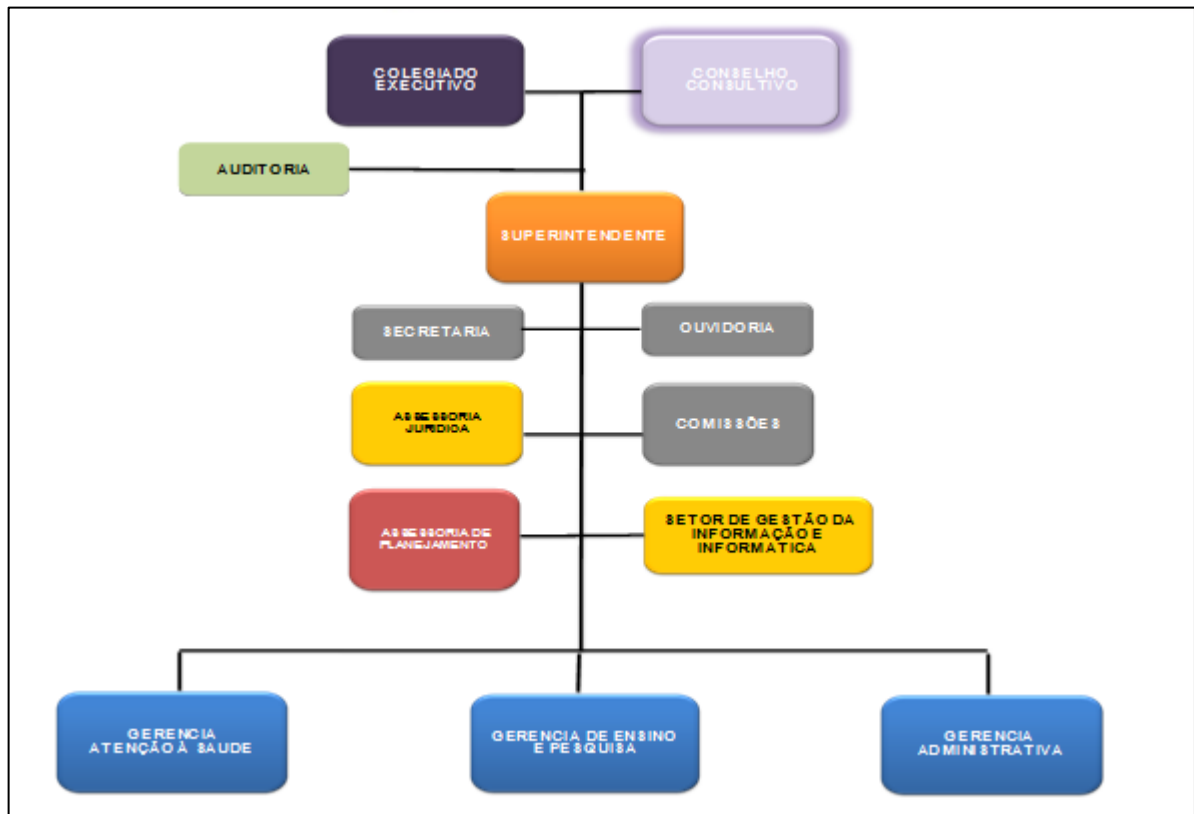 COLEGIADO
EXECUTIVO
CONSELHO
CONSULTIVO
AUDITORIA
SUPERINTENDENTE
SECRETARIA
OUVIDORIA
ASSESSORIA
JURIDICA
COMISSÕES
ASSESSORIA DE
PLANEJAMENTO
SETOR DE GESTÃO DA
INFORMAÇÃO E
INFORMATICA
GERENCIA
ATENÇÃO À SAUDE
GERENCIA DE ENSINO
E PESQUISA
GERENCIA
ADMINISTRATIVA